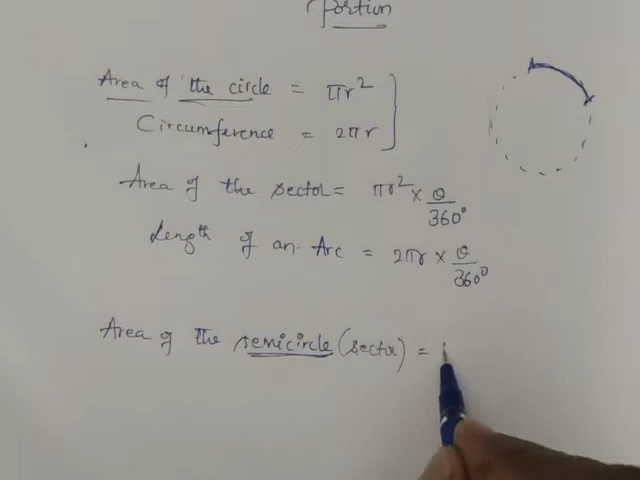 Portion
Area of the circle = πr²
Circumference = 2πr
Area of the sector = πr² × θ/360°
Length of an Arc = 2πr × θ/360°
Area of the semicircle (sector) =